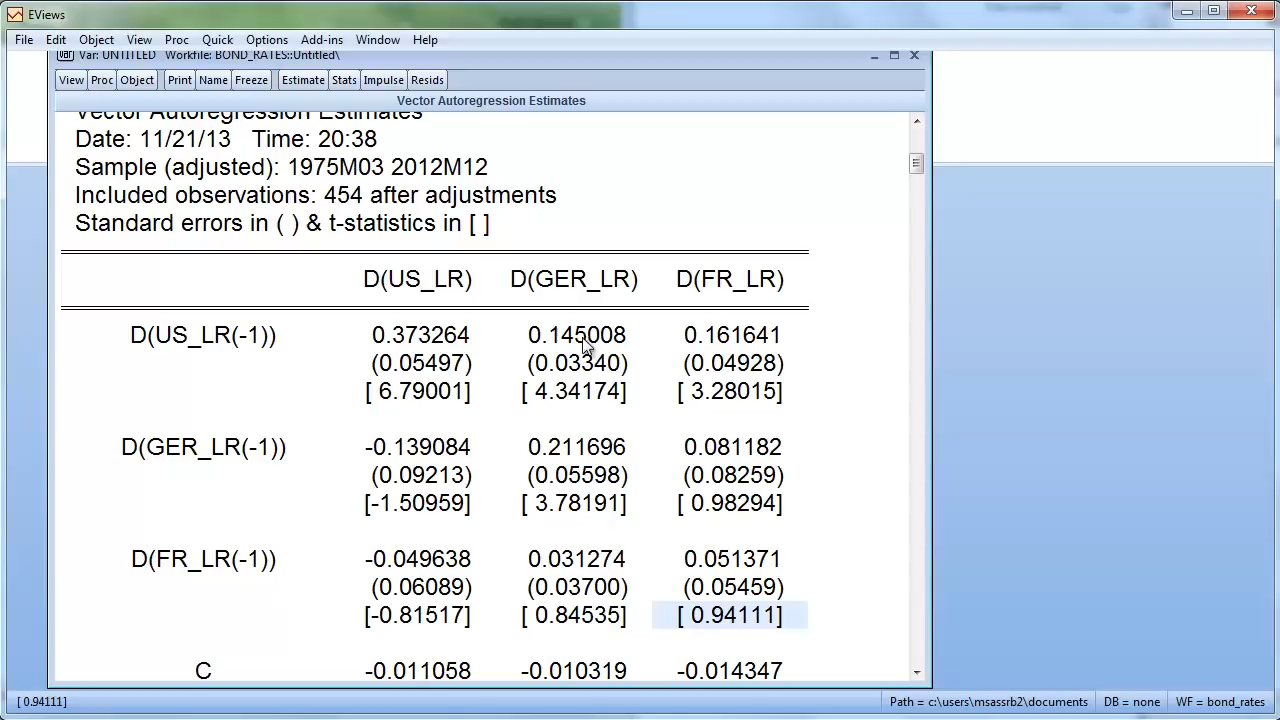 EViews
File Edit Object View Proc Quick Options Add-ins Window Help
Var: UNTITLED Workfile: BOND_RATES::Untitled\
View Proc Object Print Name Freeze Estimate Stats Impulse Resids
Vector Autoregression Estimates
Vector Autoregression Estimates
Date: 11/21/13 Time: 20:38
Sample (adjusted): 1975M03 2012M12
Included observations: 454 after adjustments
Standard errors in ( ) & t-statistics in [ ]
D(US_LR) D(GER_LR) D(FR_LR)
D(US_LR(-1)) 0.373264 0.145008 0.161641
(0.05497) (0.03340) (0.04928)
[ 6.79001] [ 4.34174] [ 3.28015]
D(GER_LR(-1)) -0.139084 0.211696 0.081182
(0.09213) (0.05598) (0.08259)
[-1.50959] [ 3.78191] [ 0.98294]
D(FR_LR(-1)) -0.049638 0.031274 0.051371
(0.06089) (0.03700) (0.05459)
[-0.81517] [ 0.84535] [ 0.94111]
C -0.011058 -0.010319 -0.014347
[ 0.94111] Path = c:\users\msassrb2\documents DB = none WF = bond_rates